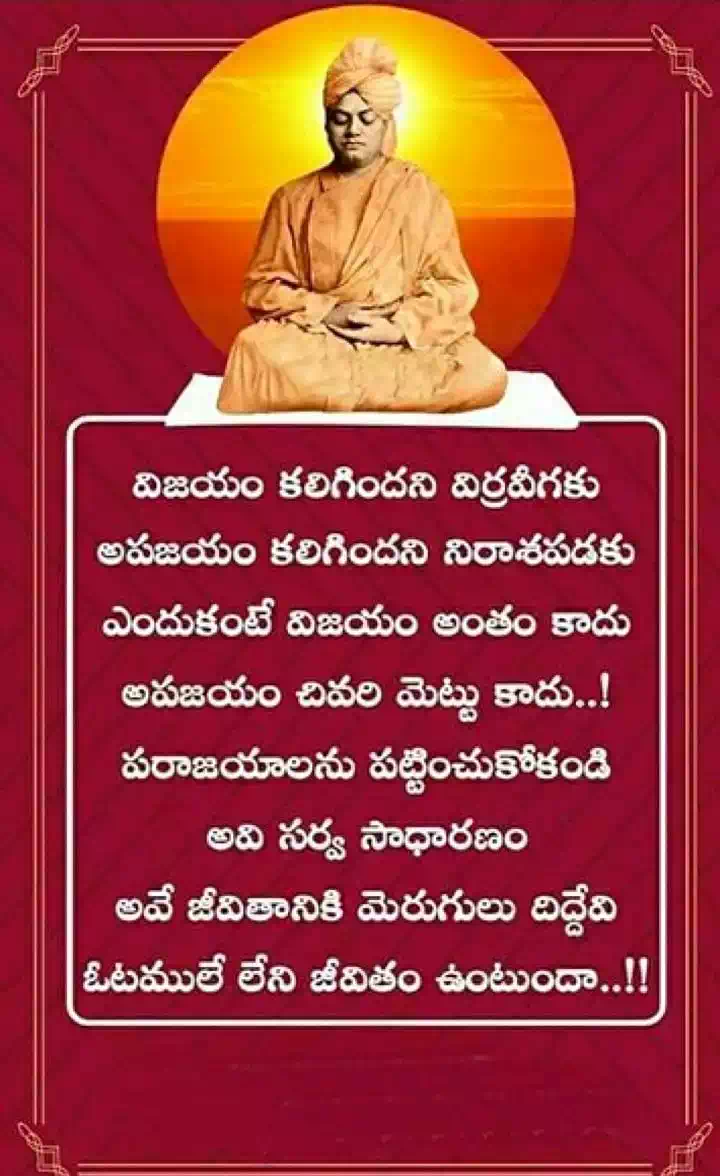 విజయం కలిగిందని విర్రవీగకు
అపజయం కలిగిందని నిరాశపడకు
ఎందుకంటే విజయం అంతం కాదు
అపజయం చివరి మెట్టు కాదు..!
పరాజయాలను పట్టించుకోకండి
అవి సర్వ సాధారణం
అవే జీవితానికి మెరుగులు దిద్దేవి
ఓటములే లేని జీవితం ఉంటుందా..!!